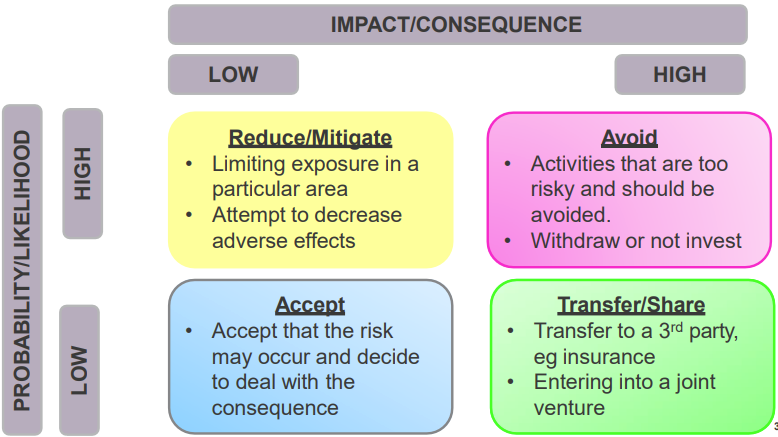 IMPACT/CONSEQUENCE
LOW
HIGH
PROBABILITY/LIKELIHOOD
HIGH
LOW
Reduce/Mitigate
• Limiting exposure in a
particular area
• Attempt to decrease
adverse effects
Avoid
• Activities that are too
risky and should be
avoided.
• Withdraw or not invest
Accept
• Accept that the risk
may occur and decide
to deal with the
consequence
Transfer/Share
• Transfer to a 3rd party,
eg insurance
• Entering into a joint
venture